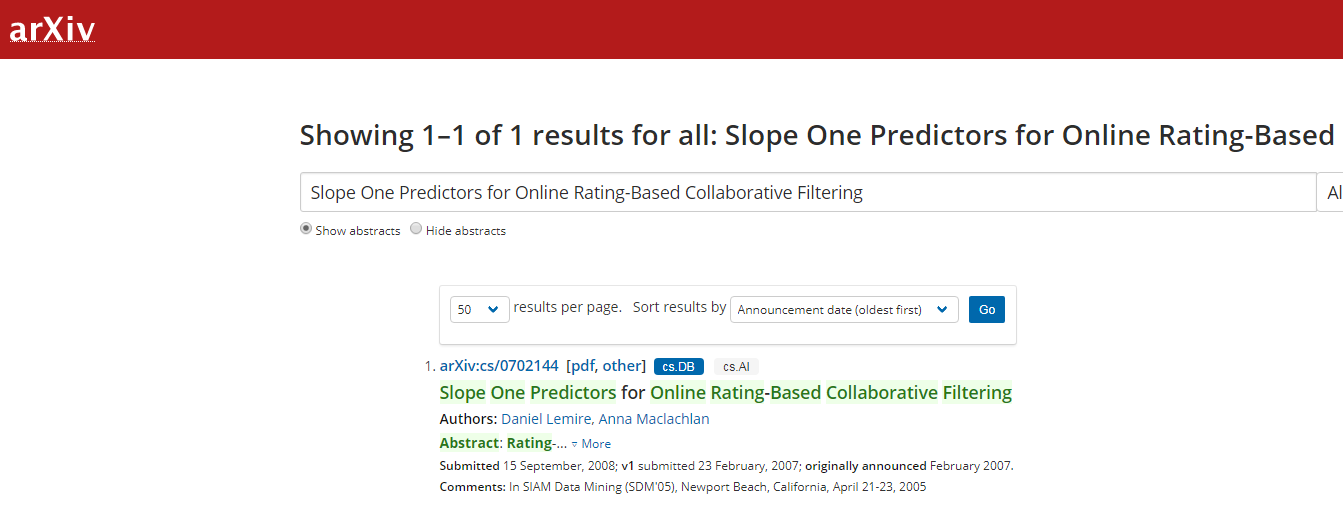 arXiv
Showing 1–1 of 1 results for all: Slope One Predictors for Online Rating-Based
Slope One Predictors for Online Rating-Based Collaborative Filtering Al
Show abstracts Hide abstracts
50 results per page. Sort results by Announcement date (oldest first) Go
1. arXiv:cs/0702144 [pdf, other] cs.DB cs.AI
Slope One Predictors for Online Rating-Based Collaborative Filtering
Authors: Daniel Lemire, Anna Maclachlan
Abstract: Rating-... ▿ More
Submitted 15 September, 2008; v1 submitted 23 February, 2007; originally announced February 2007.
Comments: In SIAM Data Mining (SDM'05), Newport Beach, California, April 21-23, 2005